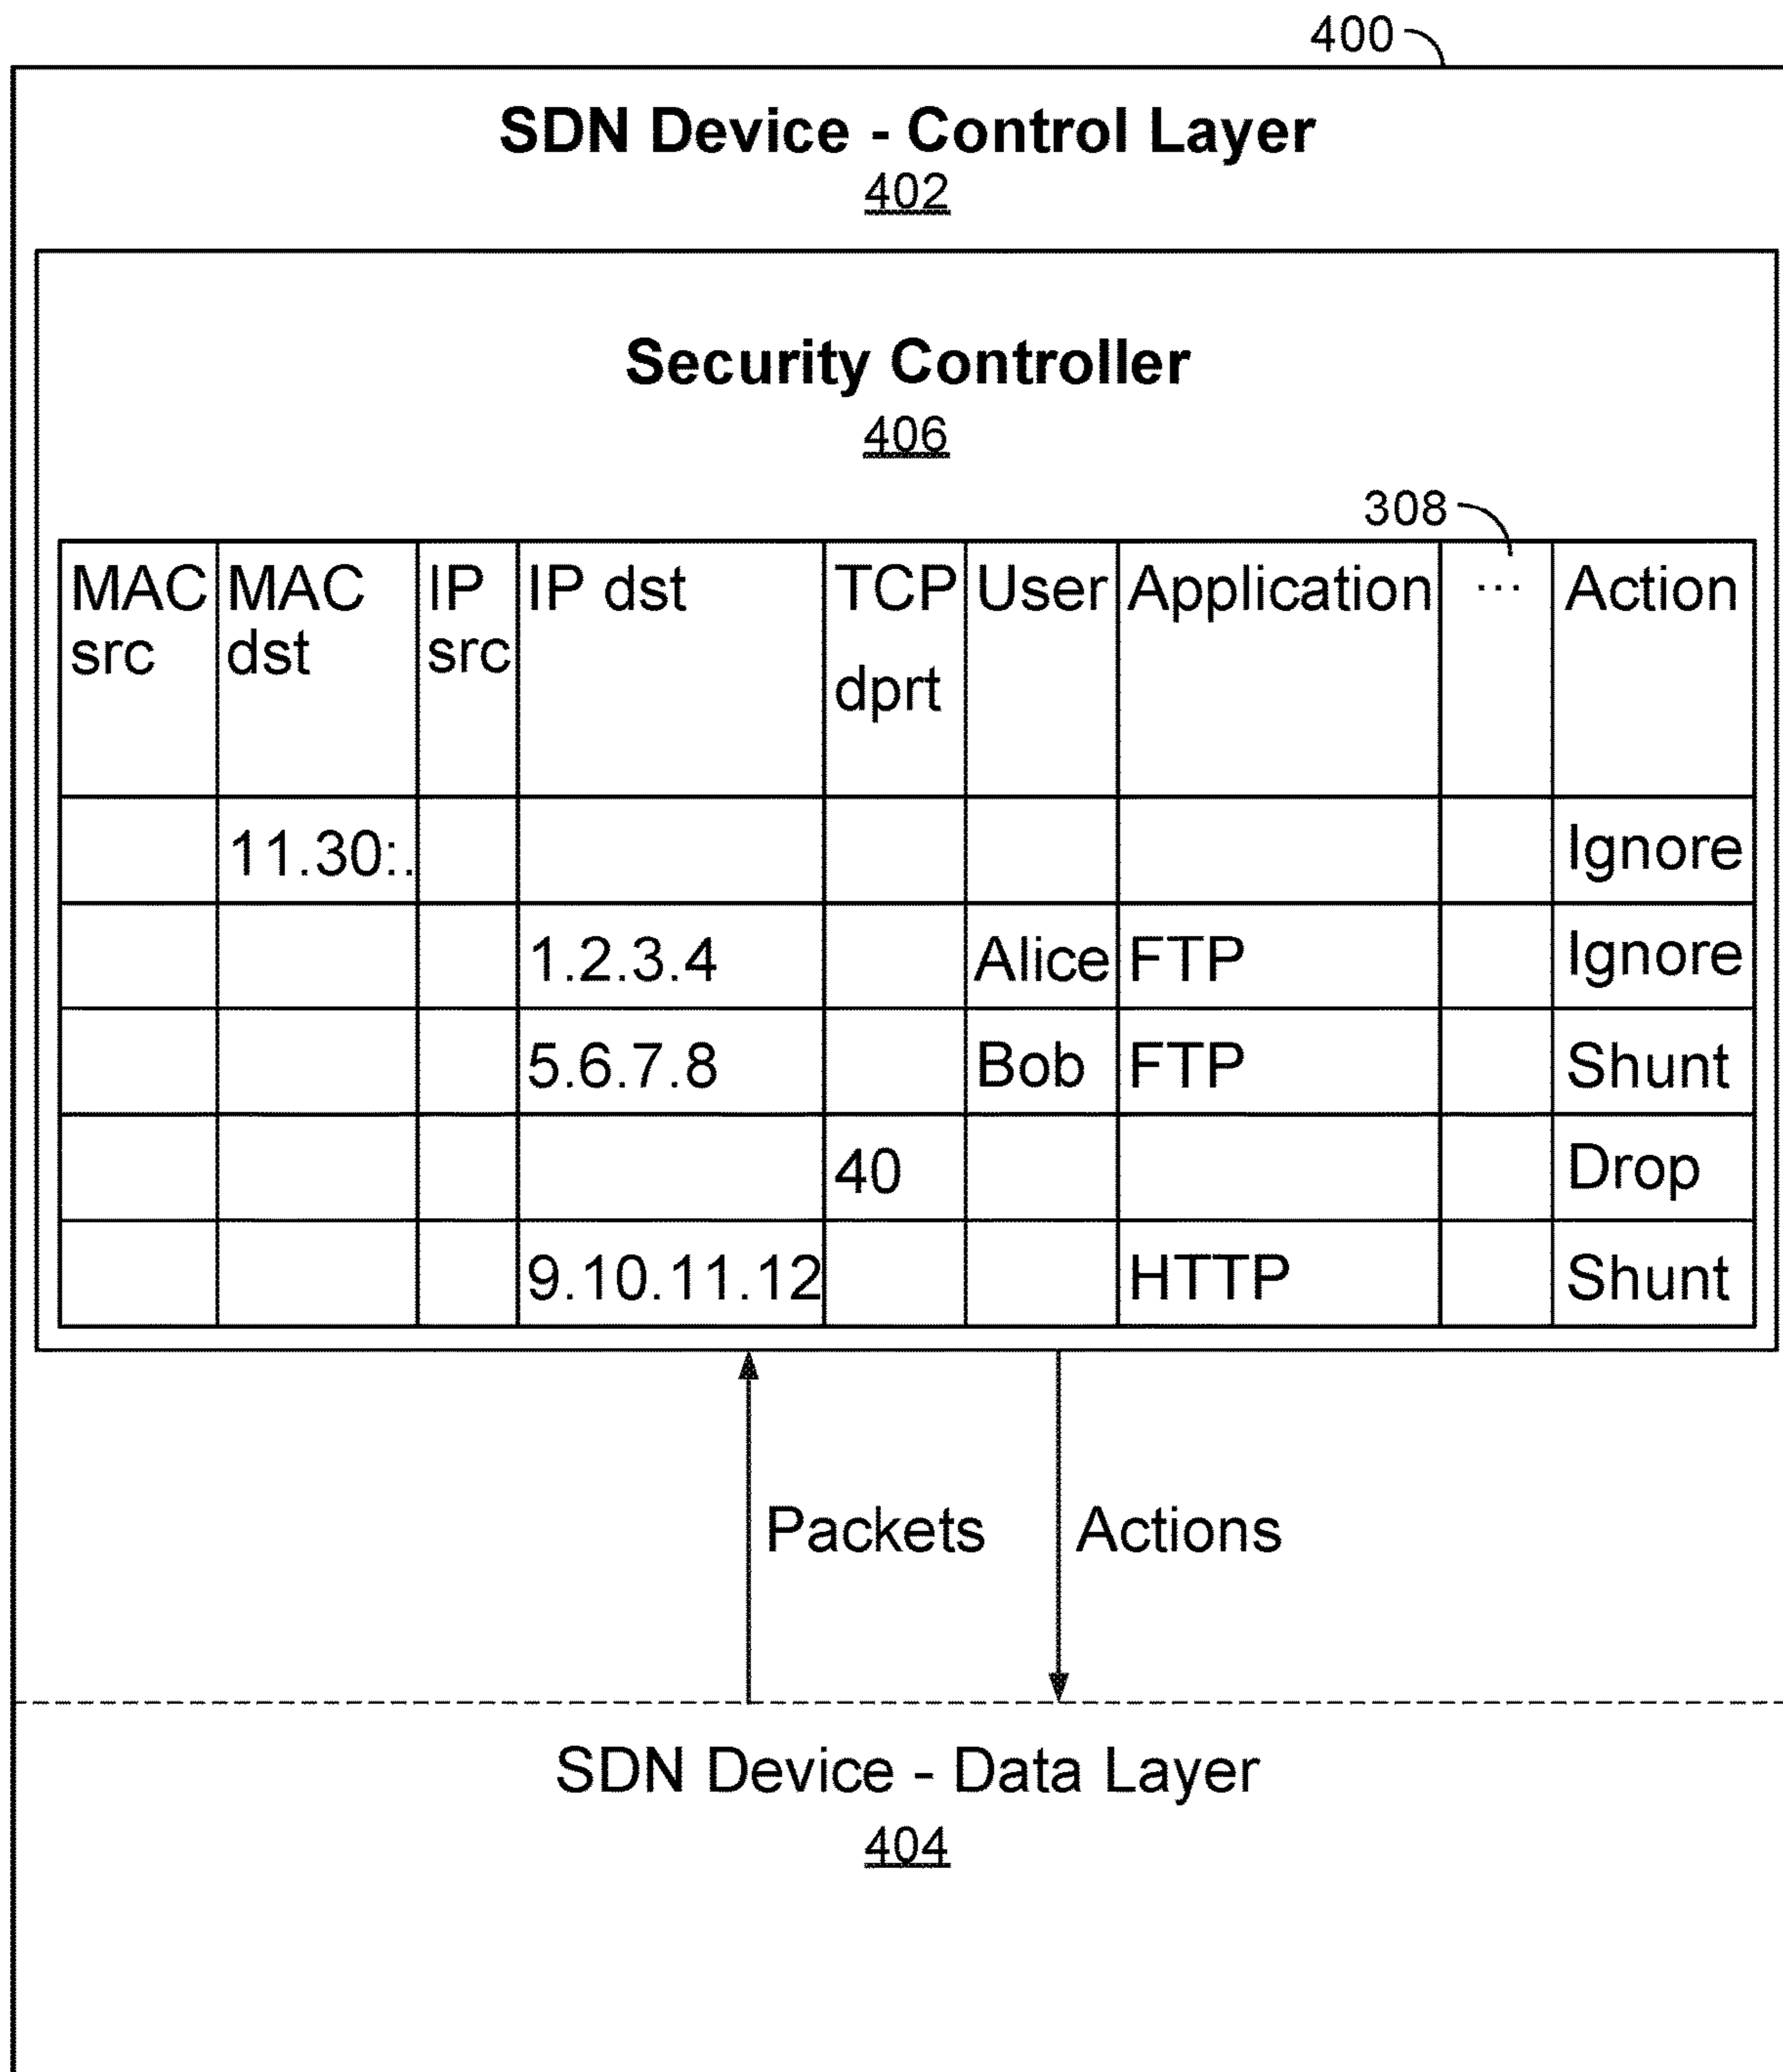 400
SDN Device - Control Layer
402
Security Controller
406
308
MAC MAC IP IP dst TCP User Application ... Action
src dst src
dprt
11.30:. Ignore
1.2.3.4 Alice FTP Ignore
5.6.7.8 Bob FTP Shunt
40 Drop
9.10.11.12 HTTP Shunt
Packets Actions
SDN Device - Data Layer
404